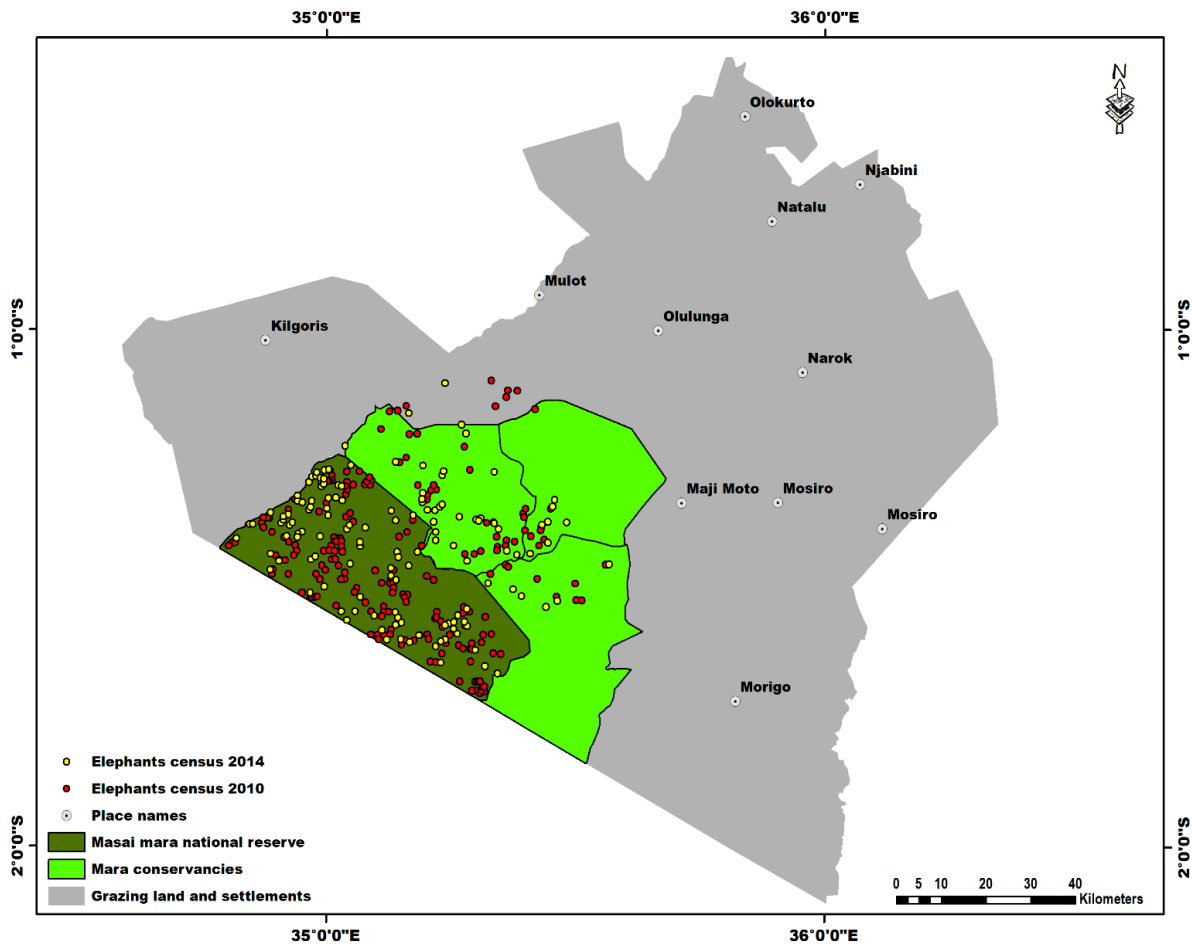 35°0'0"E 36°0'0"E
N
Olokurto
Njabini
Natalu
Mulot
Olulunga
Kilgoris
1°0'0"S 1°0'0"S
Narok
Maji Moto Mosiro
Mosiro
Morigo
Elephants census 2014
Elephants census 2010
Place names
Masai mara national reserve
2°0'0"S 2°0'0"S
Mara conservancies
Grazing land and settlements
0 5 10 20 30 40
Kilometers
35°0'0"E 36°0'0"E